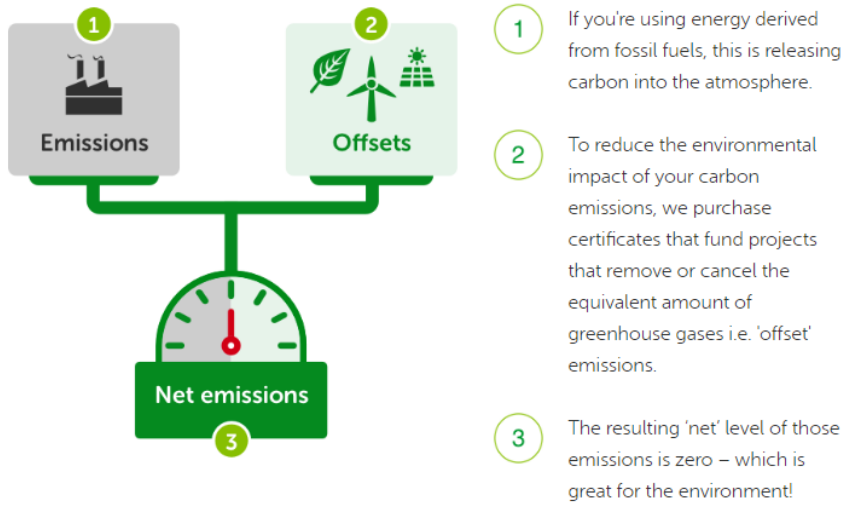 1
Emissions
2
Offsets
Net emissions
3
1
If you're using energy derived
from fossil fuels, this is releasing
carbon into the atmosphere.
2
To reduce the environmental
impact of your carbon
emissions, we purchase
certificates that fund projects
that remove or cancel the
equivalent amount of
greenhouse gases i.e. 'offset'
emissions.
3
The resulting ‘net’ level of those
emissions is zero – which is
great for the environment!